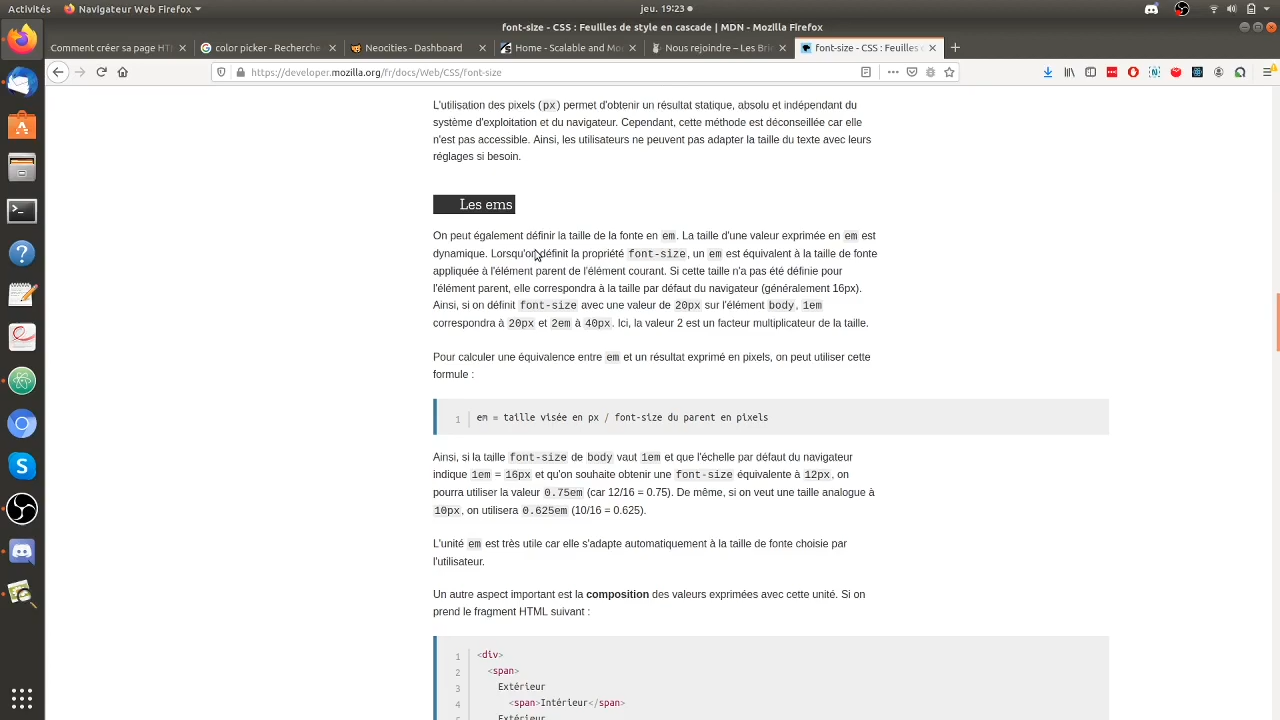 Activités Navigateur Web Firefox jeu. 19:23
font-size - CSS : Feuilles de style en cascade | MDN - Mozilla Firefox
Comment créer sa page HT color picker - Recherche Neocities - Dashboard Home - Scalable and Mo Nous rejoindre – Les Brie font-size - CSS : Feuilles
https://developer.mozilla.org/fr/docs/Web/CSS/font-size
L'utilisation des pixels (px) permet d'obtenir un résultat statique, absolu et indépendant du
système d'exploitation et du navigateur. Cependant, cette méthode est déconseillée car elle
n'est pas accessible. Ainsi, les utilisateurs ne peuvent pas adapter la taille du texte avec leurs
réglages si besoin.
Les ems
On peut également définir la taille de la fonte en em. La taille d'une valeur exprimée en em est
dynamique. Lorsqu'on définit la propriété font-size, un em est équivalent à la taille de fonte
appliquée à l'élément parent de l'élément courant. Si cette taille n'a pas été définie pour
l'élément parent, elle correspondra à la taille par défaut du navigateur (généralement 16px).
Ainsi, si on définit font-size avec une valeur de 20px sur l'élément body, 1em
correspondra à 20px et 2em à 40px. Ici, la valeur 2 est un facteur multiplicateur de la taille.
Pour calculer une équivalence entre em et un résultat exprimé en pixels, on peut utiliser cette
formule :
1 em = taille visée en px / font-size du parent en pixels
Ainsi, si la taille font-size de body vaut 1em et que l'échelle par défaut du navigateur
indique 1em = 16px et qu'on souhaite obtenir une font-size équivalente à 12px, on
pourra utiliser la valeur 0.75em (car 12/16 = 0.75). De même, si on veut une taille analogue à
10px, on utilisera 0.625em (10/16 = 0.625).
L'unité em est très utile car elle s'adapte automatiquement à la taille de fonte choisie par
l'utilisateur.
Un autre aspect important est la composition des valeurs exprimées avec cette unité. Si on
prend le fragment HTML suivant :
1 <div>
2 <span>
3 Extérieur
4 <span>Intérieur</span>
5 Extérieur